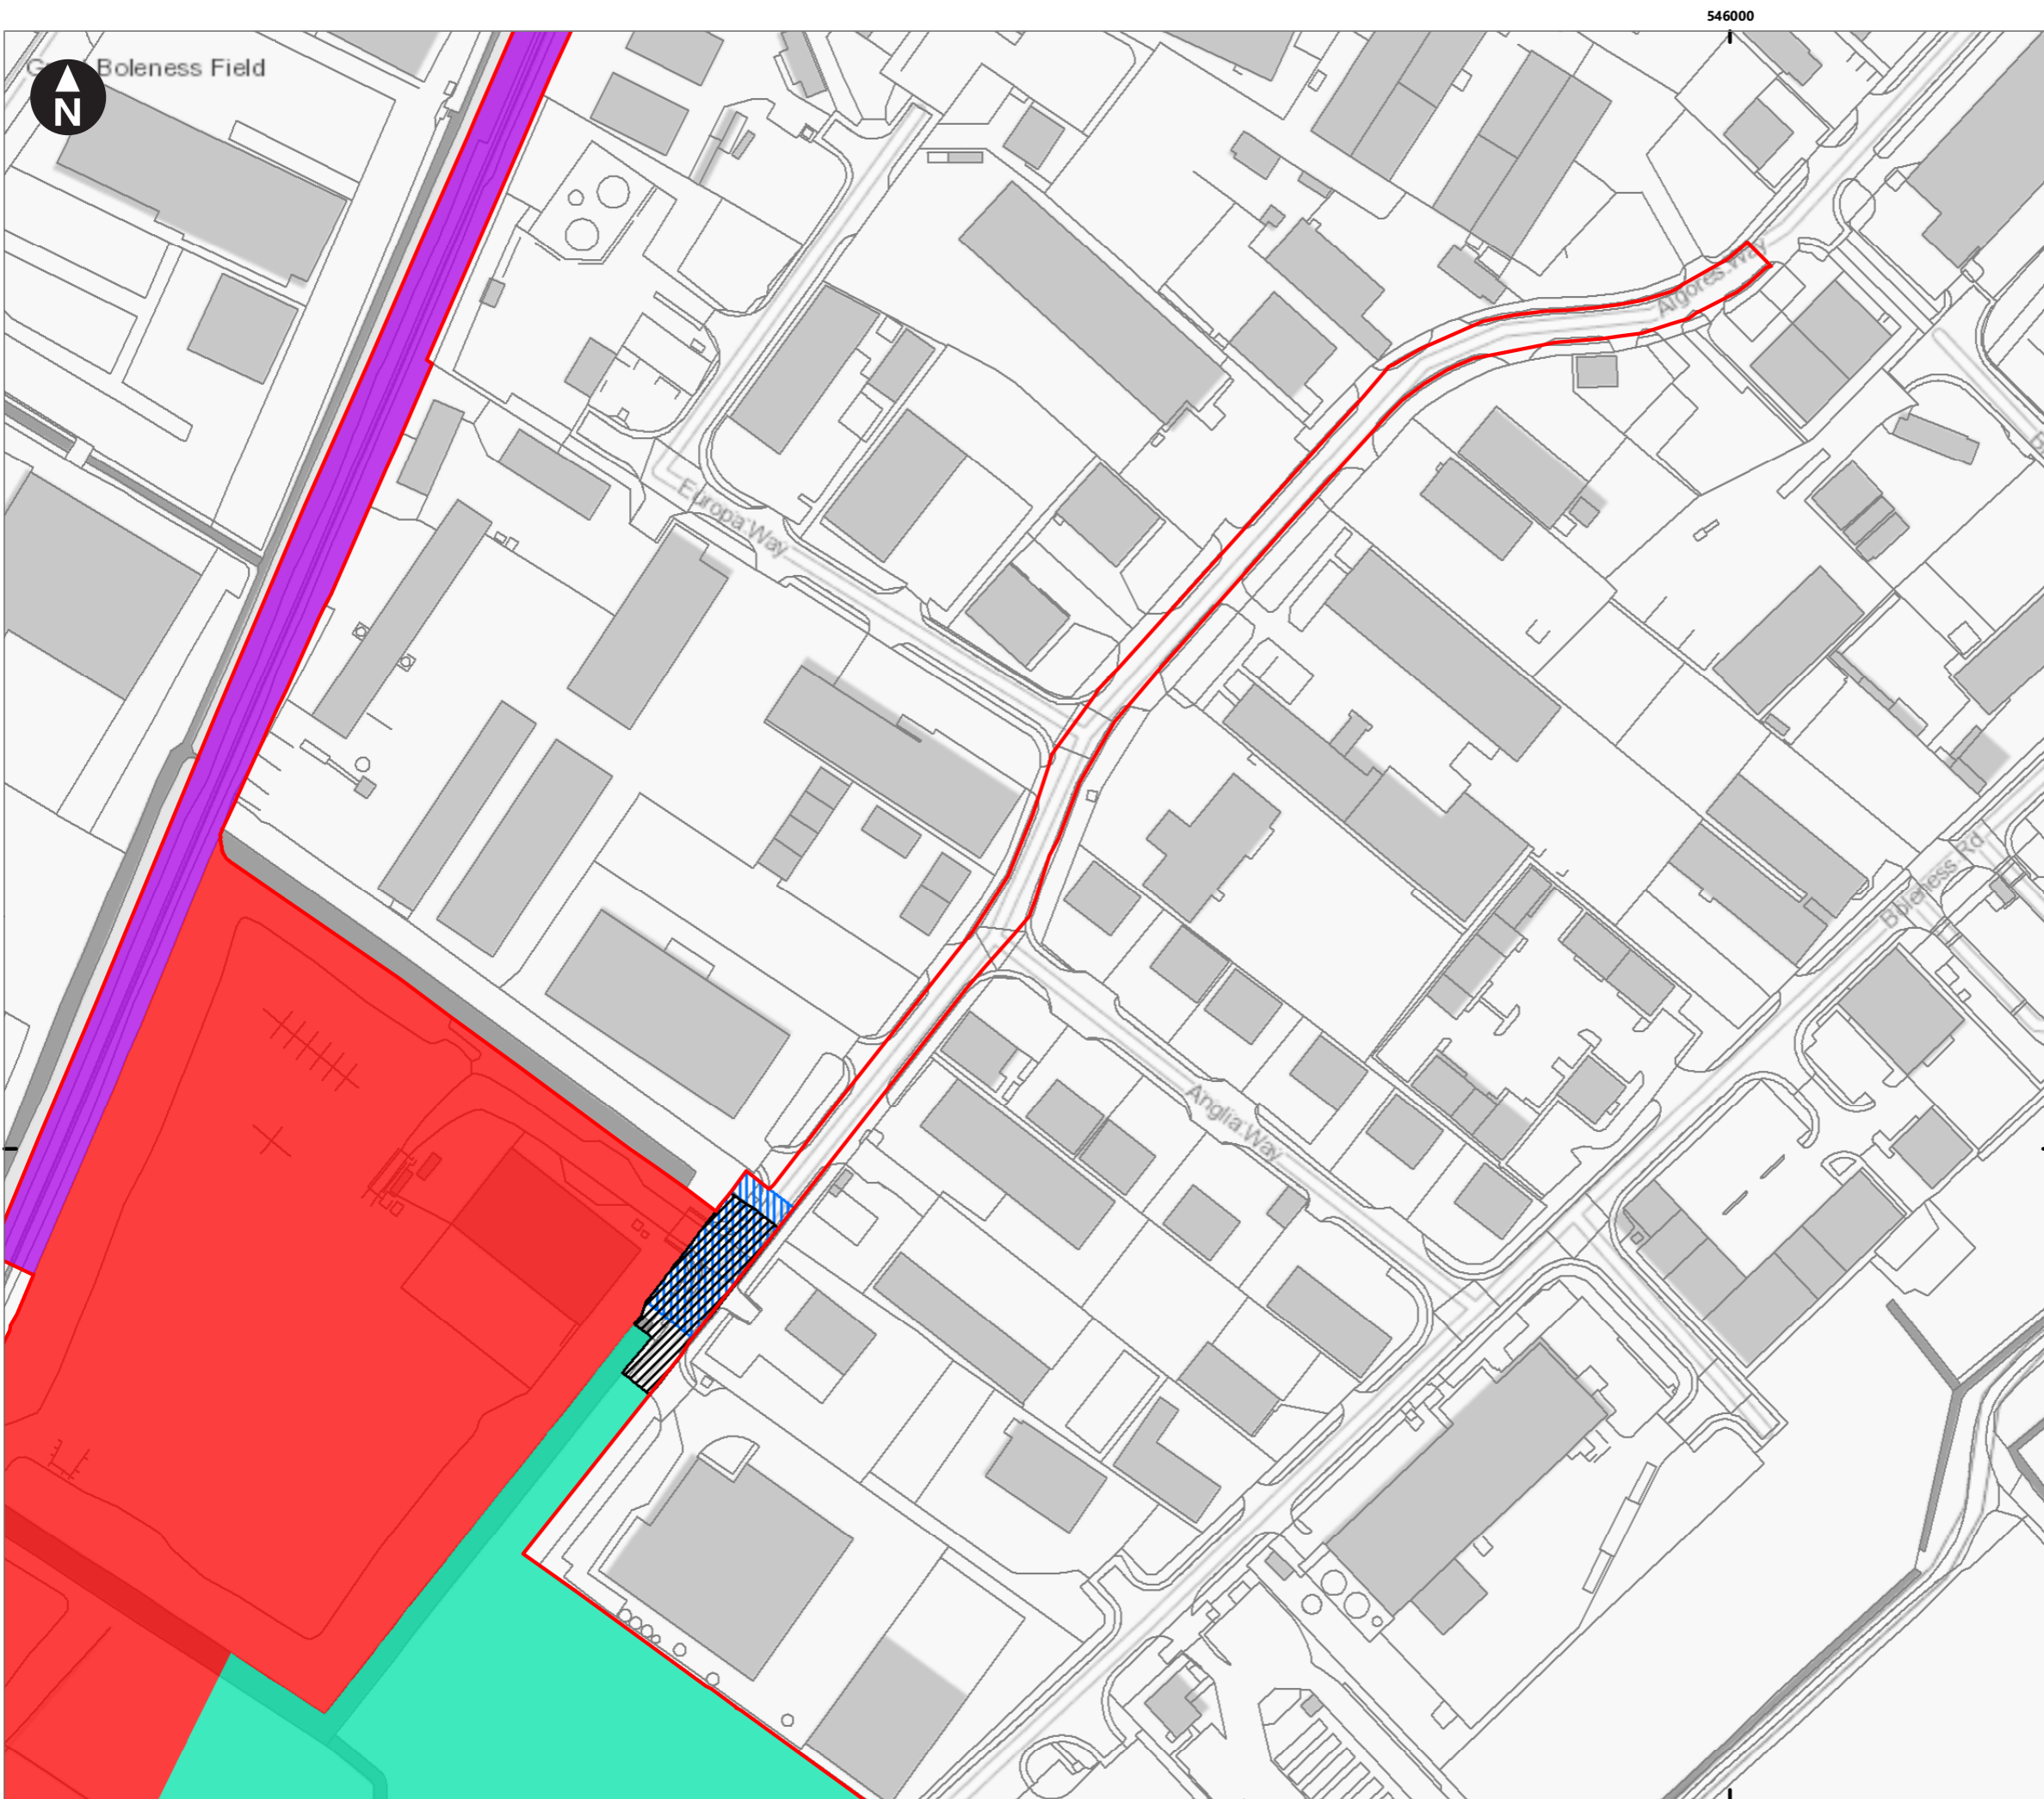 546000
Boleness Field
N
Algores Way
Europa Way
Boleness Rd
Anglia Way